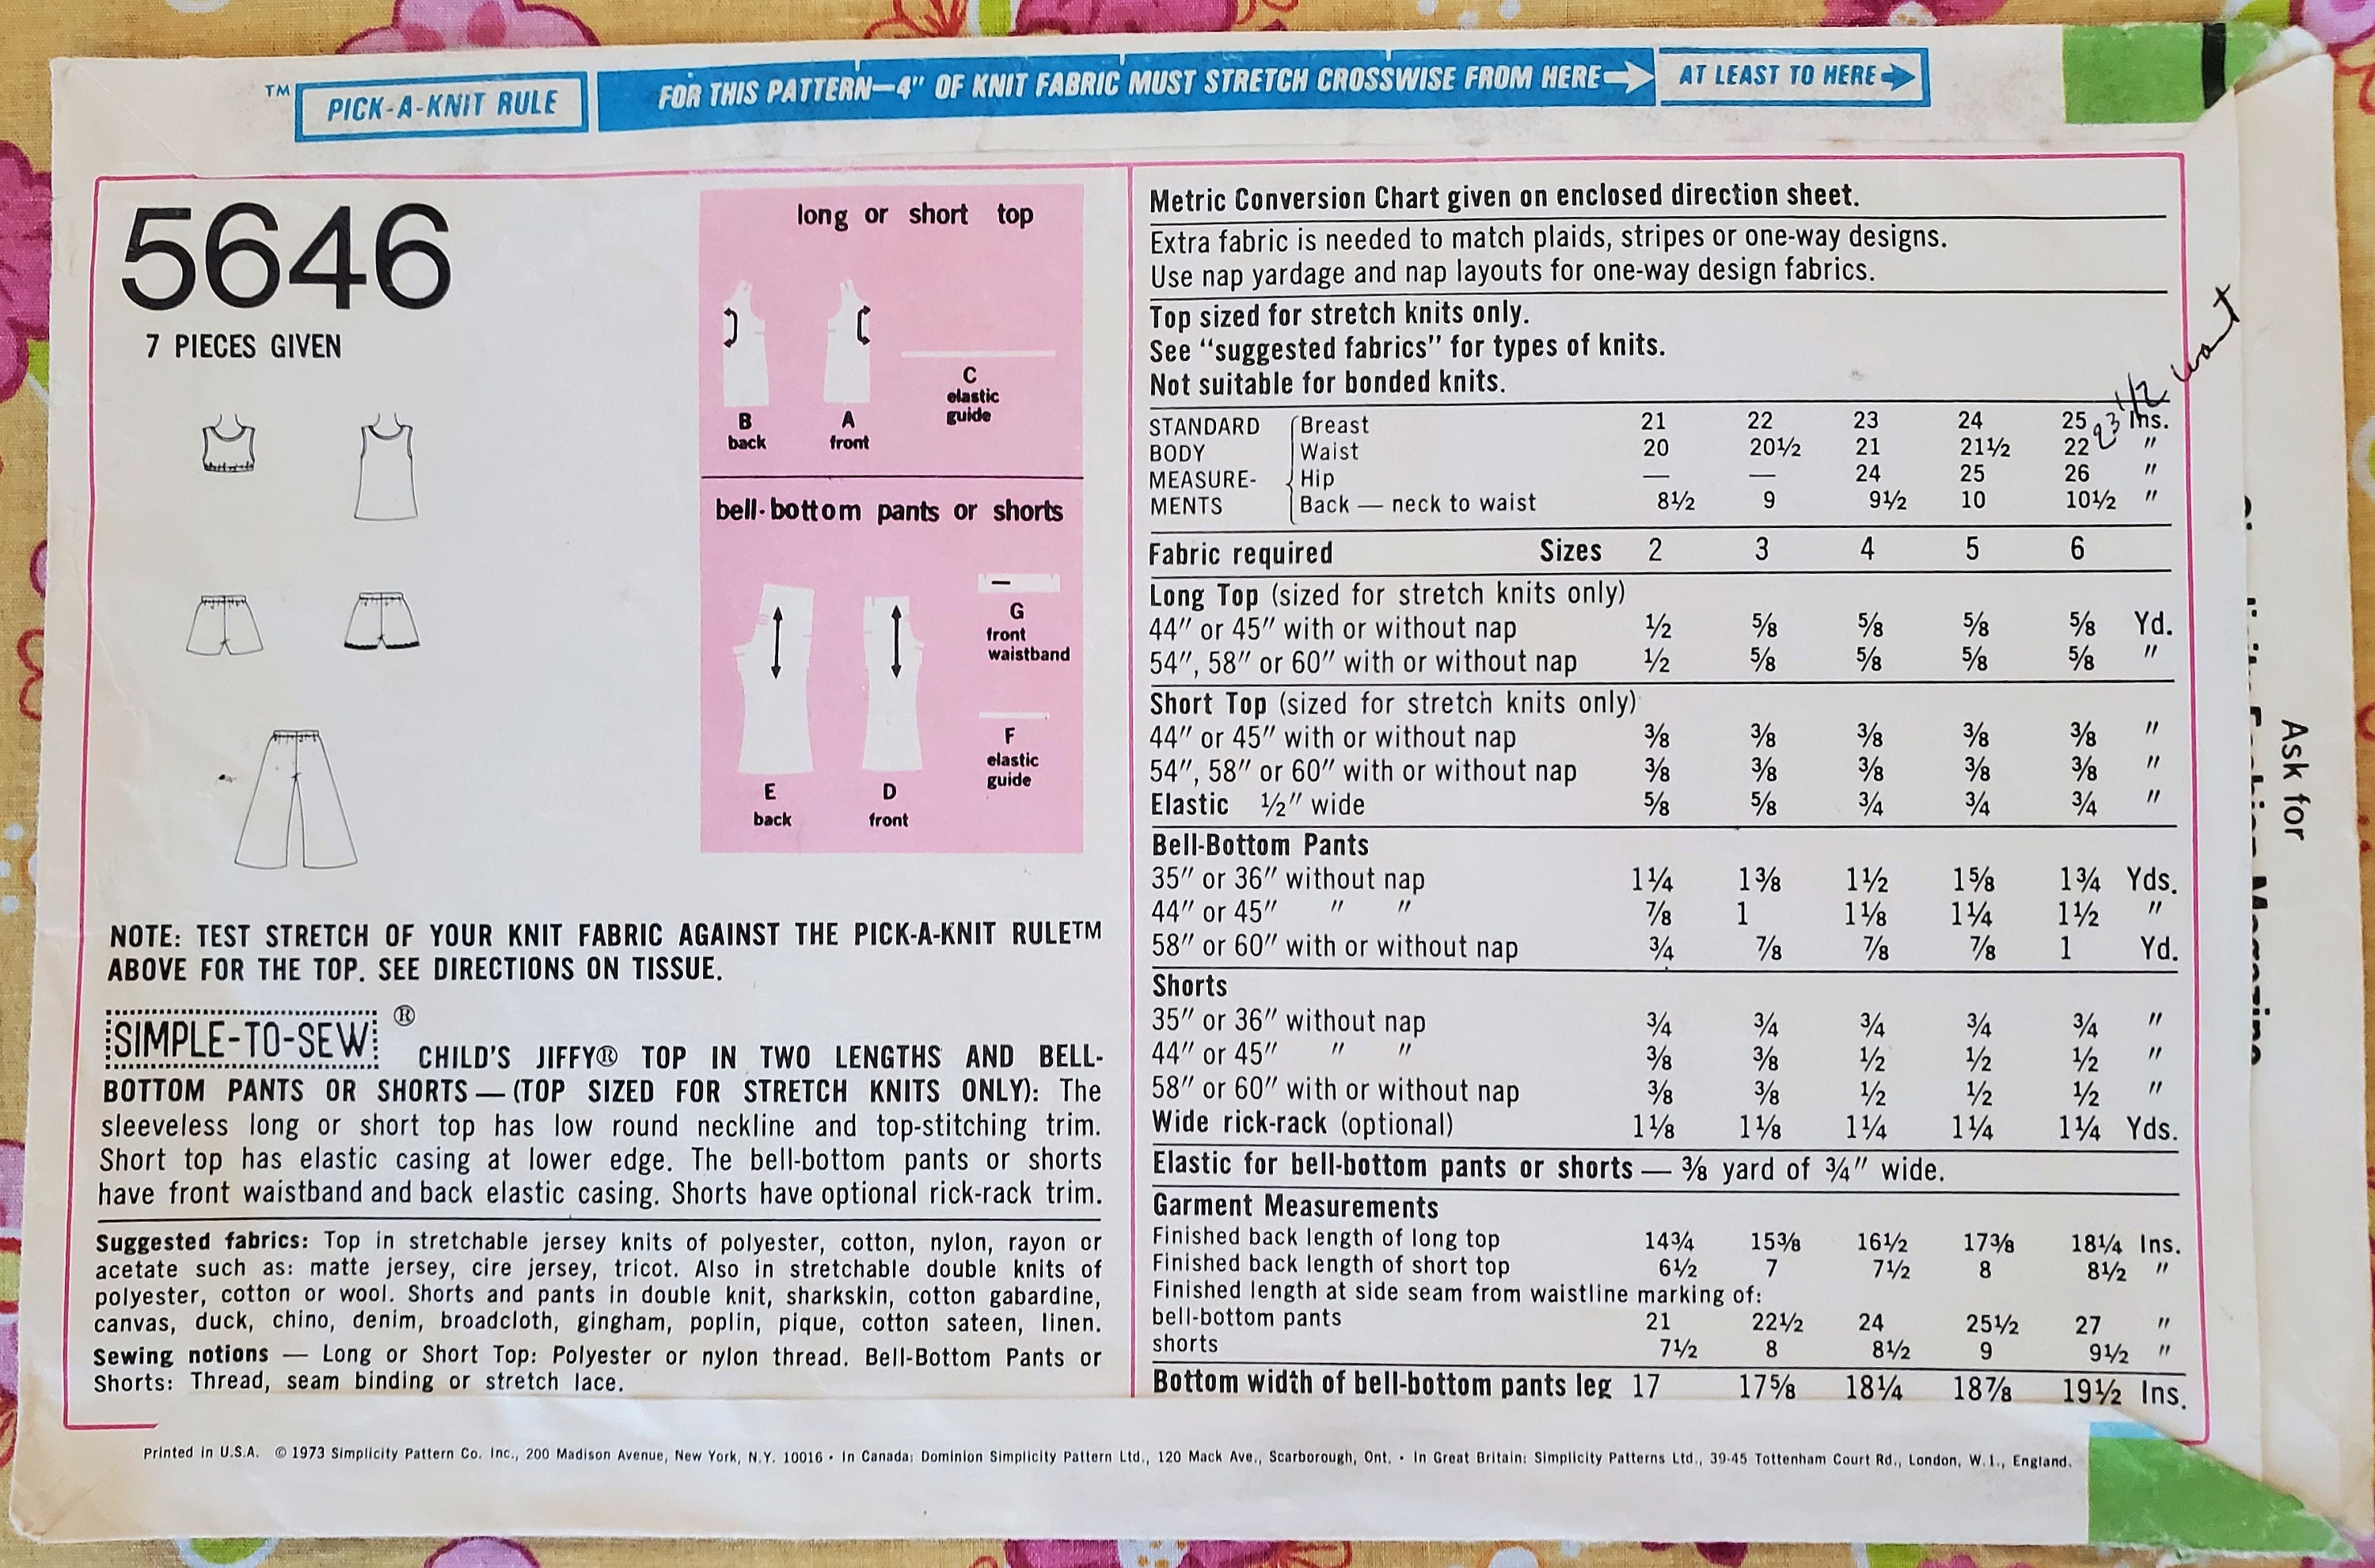 ™ PICK-A-KNIT RULE FOR THIS PATTERN—4" OF KNIT FABRIC MUST STRETCH CROSSWISE FROM HERE→ AT LEAST TO HERE→
5646
7 PIECES GIVEN
long or short top
B
back
A
front
C
elastic
guide
bell-bottom pants or shorts
G
front
waistband
F
elastic
guide
E
back
D
front
NOTE: TEST STRETCH OF YOUR KNIT FABRIC AGAINST THE PICK-A-KNIT RULE™
ABOVE FOR THE TOP. SEE DIRECTIONS ON TISSUE.
SIMPLE-TO-SEW ® CHILD'S JIFFY® TOP IN TWO LENGTHS AND BELL-
BOTTOM PANTS OR SHORTS — (TOP SIZED FOR STRETCH KNITS ONLY): The
sleeveless long or short top has low round neckline and top-stitching trim.
Short top has elastic casing at lower edge. The bell-bottom pants or shorts
have front waistband and back elastic casing. Shorts have optional rick-rack trim.
Suggested fabrics: Top in stretchable jersey knits of polyester, cotton, nylon, rayon or
acetate such as: matte jersey, cire jersey, tricot. Also in stretchable double knits of
polyester, cotton or wool. Shorts and pants in double knit, sharkskin, cotton gabardine,
canvas, duck, chino, denim, broadcloth, gingham, poplin, pique, cotton sateen, linen.
Sewing notions — Long or Short Top: Polyester or nylon thread. Bell-Bottom Pants or
Shorts: Thread, seam binding or stretch lace.
Metric Conversion Chart given on enclosed direction sheet.
Extra fabric is needed to match plaids, stripes or one-way designs.
Use nap yardage and nap layouts for one-way design fabrics.
Top sized for stretch knits only.
See "suggested fabrics" for types of knits.
Not suitable for bonded knits.
STANDARD Breast 21 22 23 24 25 Ins.
BODY Waist 20 20½ 21 21½ 22 "
MEASURE- Hip — — 24 25 26 "
MENTS Back — neck to waist 8½ 9 9½ 10 10½ "
23 1/2
Fabric required Sizes 2 3 4 5 6
Long Top (sized for stretch knits only)
44" or 45" with or without nap ½ ⅝ ⅝ ⅝ ⅝ Yd.
54", 58" or 60" with or without nap ½ ⅝ ⅝ ⅝ ⅝ "
Short Top (sized for stretch knits only)
44" or 45" with or without nap ⅜ ⅜ ⅜ ⅜ ⅜ "
54", 58" or 60" with or without nap ⅜ ⅜ ⅜ ⅜ ⅜ "
Elastic ½" wide ⅝ ⅝ ¾ ¾ ¾ "
Bell-Bottom Pants
35" or 36" without nap 1¼ 1⅜ 1½ 1⅝ 1¾ Yds.
44" or 45" " " ⅞ 1 1⅛ 1¼ 1½ "
58" or 60" with or without nap ¾ ⅞ ⅞ ⅞ 1 Yd.
Shorts
35" or 36" without nap ¾ ¾ ¾ ¾ ¾ "
44" or 45" " " ⅜ ⅜ ½ ½ ½ "
58" or 60" with or without nap ⅜ ⅜ ½ ½ ½ "
Wide rick-rack (optional) 1⅛ 1⅛ 1¼ 1¼ 1¼ Yds.
Elastic for bell-bottom pants or shorts — ⅜ yard of ¾" wide.
Garment Measurements
Finished back length of long top 14¾ 15⅜ 16½ 17⅜ 18¼ Ins.
Finished back length of short top 6½ 7 7½ 8 8½ "
Finished length at side seam from waistline marking of:
bell-bottom pants 21 22½ 24 25½ 27 "
shorts 7½ 8 8½ 9 9½ "
Bottom width of bell-bottom pants leg 17 17⅝ 18¼ 18⅞ 19½ Ins.
Ask for
Printed in U.S.A. © 1973 Simplicity Pattern Co. Inc., 200 Madison Avenue, New York, N.Y. 10016 • In Canada: Dominion Simplicity Pattern Ltd., 120 Mack Ave., Scarborough, Ont. • In Great Britain: Simplicity Patterns Ltd., 39-45 Tottenham Court Rd., London, W.1., England.